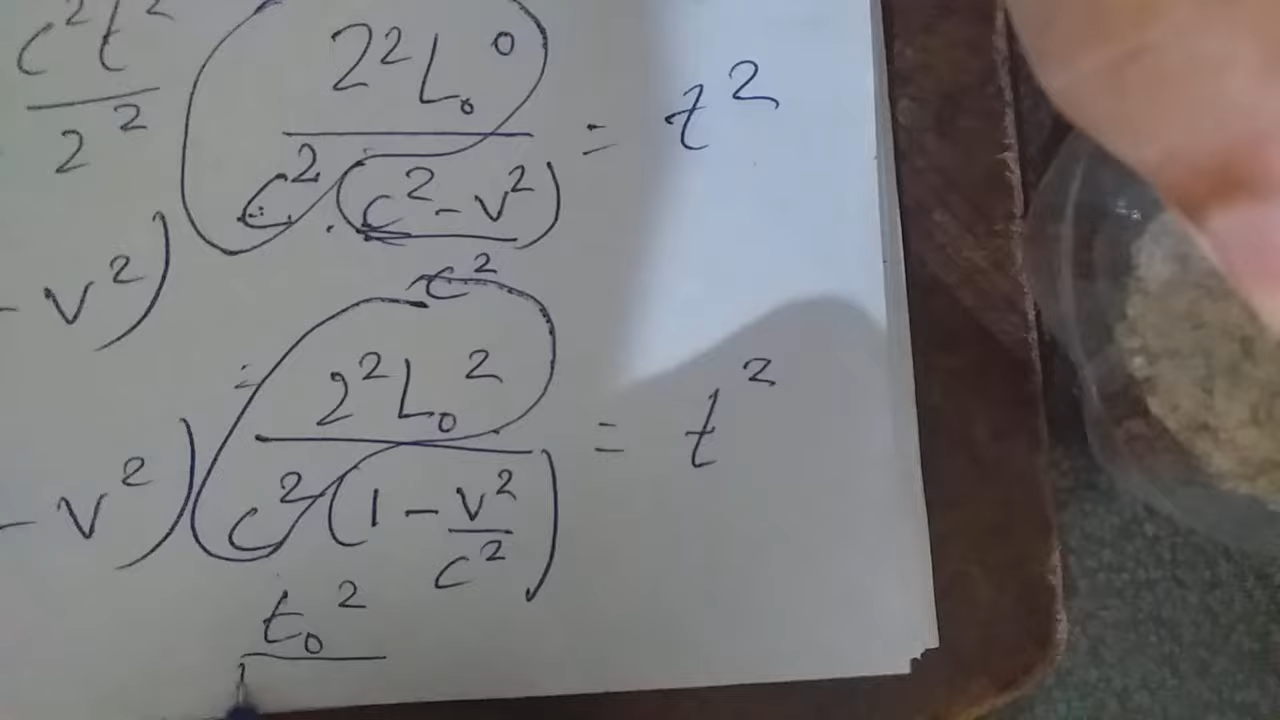 c²t² / 2²    2²L₀⁰ / c²·(c² - v²) = t²
c²
- v²)
= 2²L₀² / c²(1 - v²/c²) = t²
- v²)
t₀²